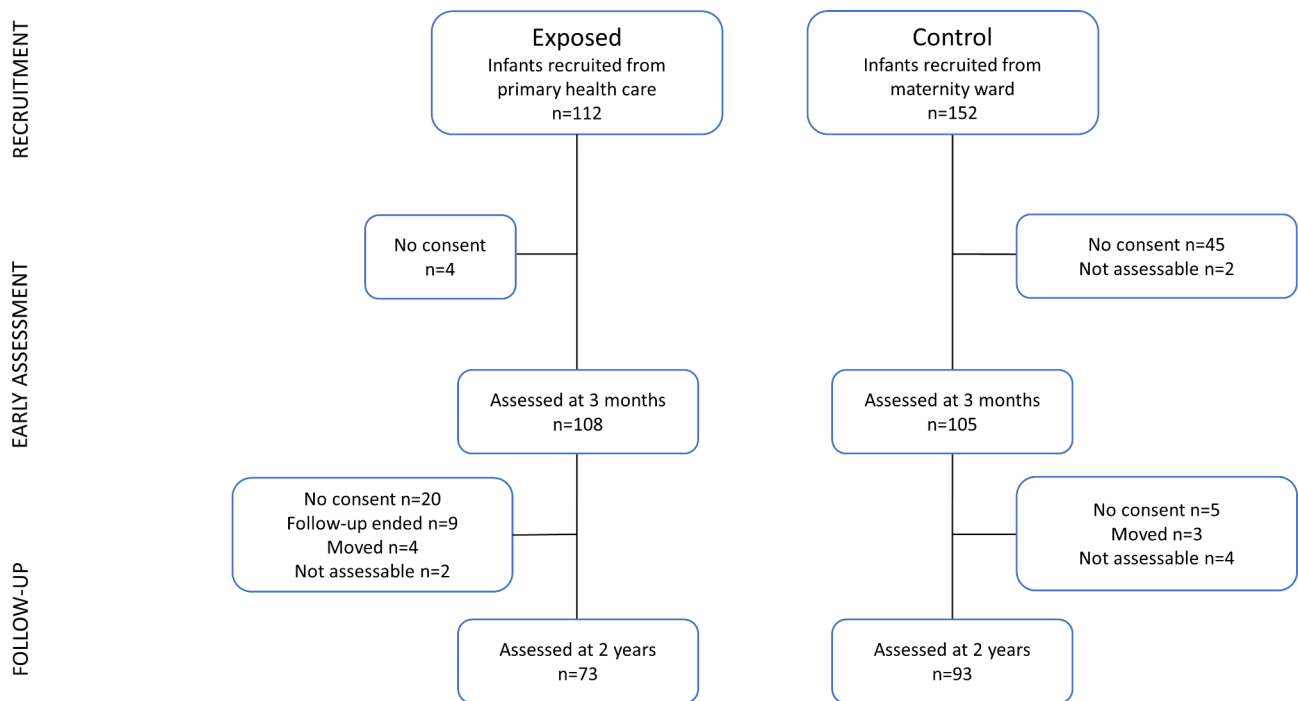 RECRUITMENT
Exposed
Infants recruited from
primary health care
n=112
Control
Infants recruited from
maternity ward
n=152
EARLY ASSESSMENT
No consent
n=4
No consent n=45
Not assessable n=2
Assessed at 3 months
n=108
Assessed at 3 months
n=105
FOLLOW-UP
No consent n=20
Follow-up ended n=9
Moved n=4
Not assessable n=2
No consent n=5
Moved n=3
Not assessable n=4
Assessed at 2 years
n=73
Assessed at 2 years
n=93